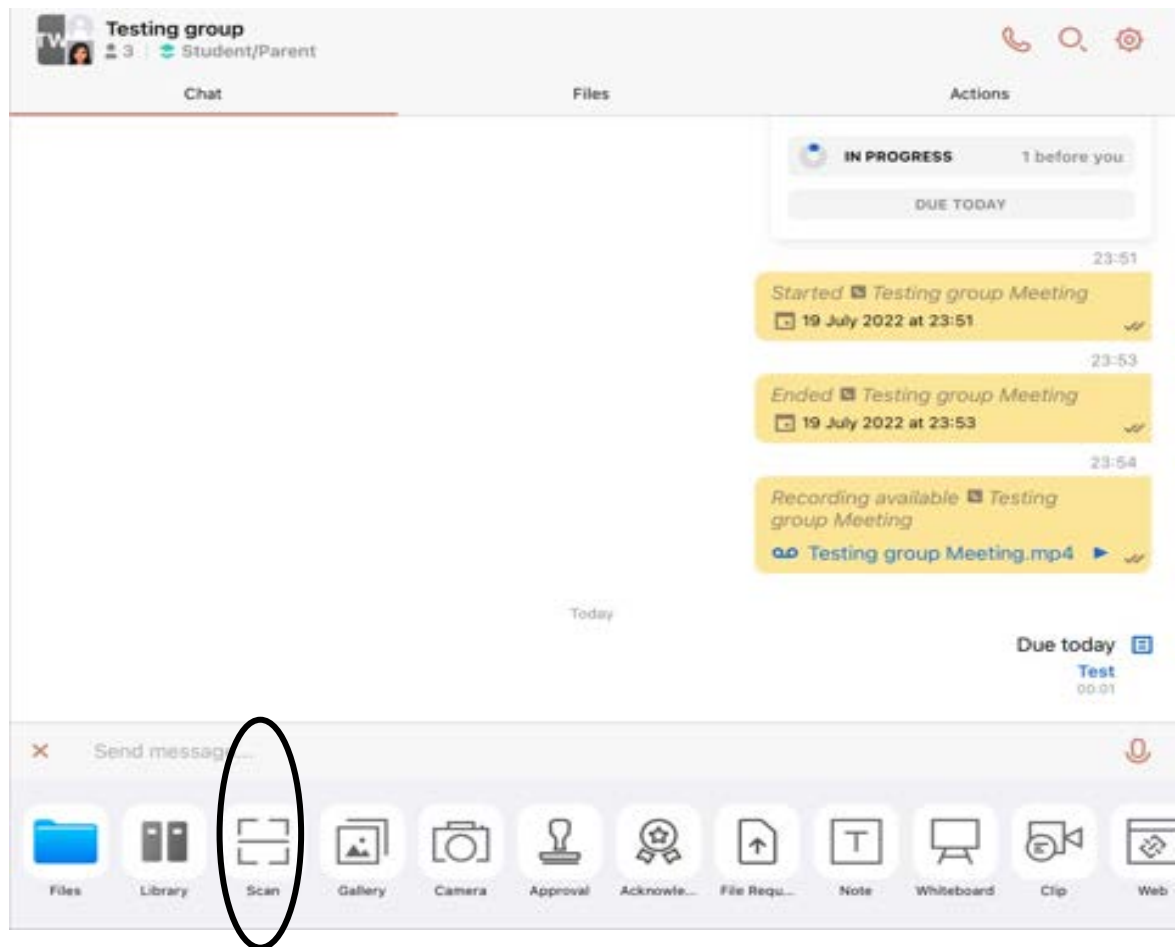 TW
Testing group
3 Student/Parent
Chat Files Actions
IN PROGRESS 1 before you
DUE TODAY
23:51
Started Testing group Meeting
19 July 2022 at 23:51
23:53
Ended Testing group Meeting
19 July 2022 at 23:53
23:54
Recording available Testing
group Meeting
Testing group Meeting.mp4
Today
Due today
Test
00:01
Send message...
Files Library Scan Gallery Camera Approval Acknowle... File Requ... Note Whiteboard Clip Web